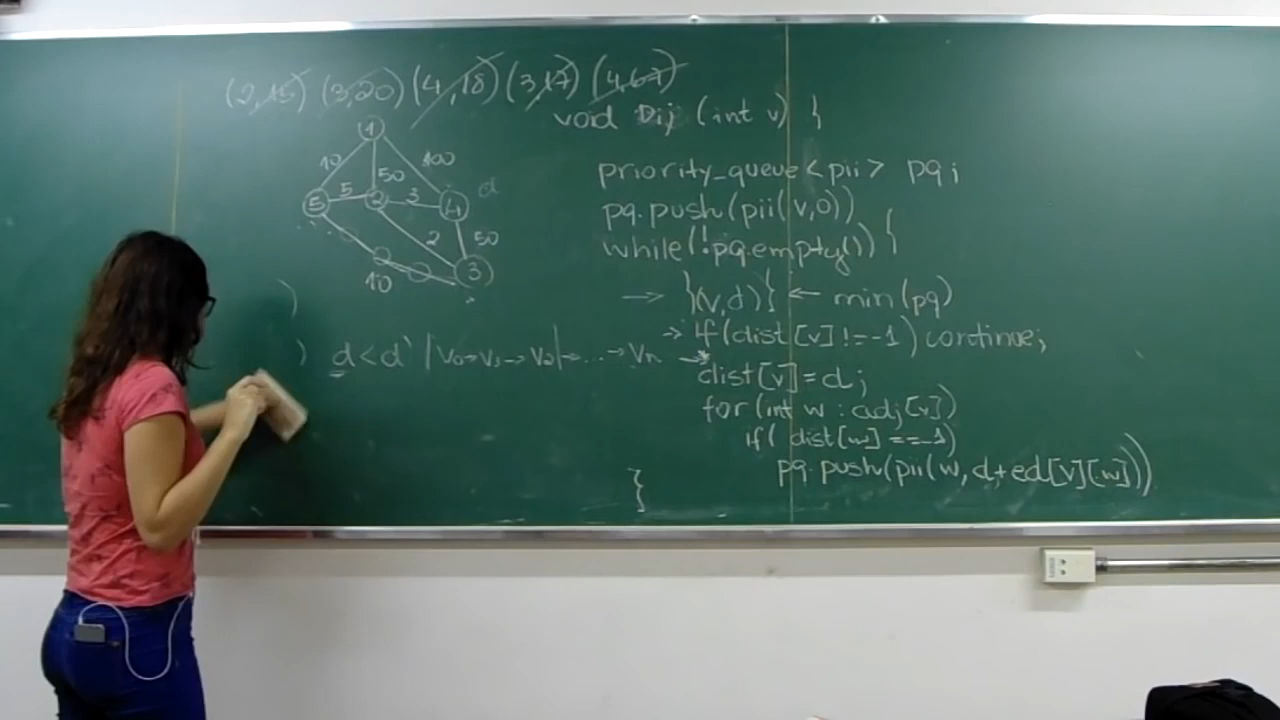 (2,15) (3,20) (4,18) (3,17) (4,67)
void Dij (int v) {
1
10
50
100
5
5
2
3
4
d
2
50
10
3
priority_queue<pii> pq;
pq.push(pii(v,0))
while(!pq.empty()) {
→ {(v,d)} ← min(pq)
→ if(dist[v] != -1) continue;
) d<d' | v₀→v₁→v₂|→...→vₙ →*
dist[v]=d;
for(int w : adj[v])
if( dist[w] == -1)
pq.push(pii(w, d+ed[v][w]))
}